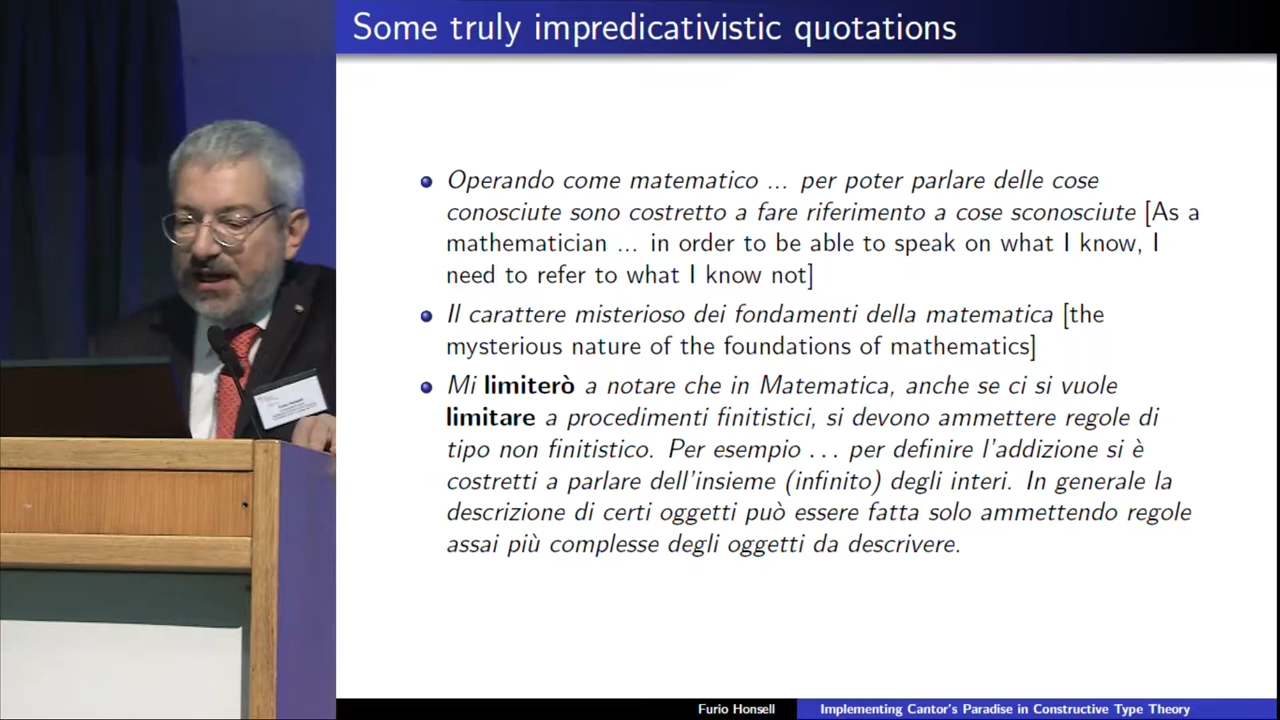 Some truly impredicativistic quotations
Operando come matematico ... per poter parlare delle cose
conosciute sono costretto a fare riferimento a cose sconosciute [As a
mathematician ... in order to be able to speak on what I know, I
need to refer to what I know not]
Il carattere misterioso dei fondamenti della matematica [the
mysterious nature of the foundations of mathematics]
Mi limiterò a notare che in Matematica, anche se ci si vuole
limitare a procedimenti finitistici, si devono ammettere regole di
tipo non finitistico. Per esempio ... per definire l'addizione si è
costretti a parlare dell'insieme (infinito) degli interi. In generale la
descrizione di certi oggetti può essere fatta solo ammettendo regole
assai più complesse degli oggetti da descrivere.
Furio Honsell
Implementing Cantor's Paradise in Constructive Type Theory